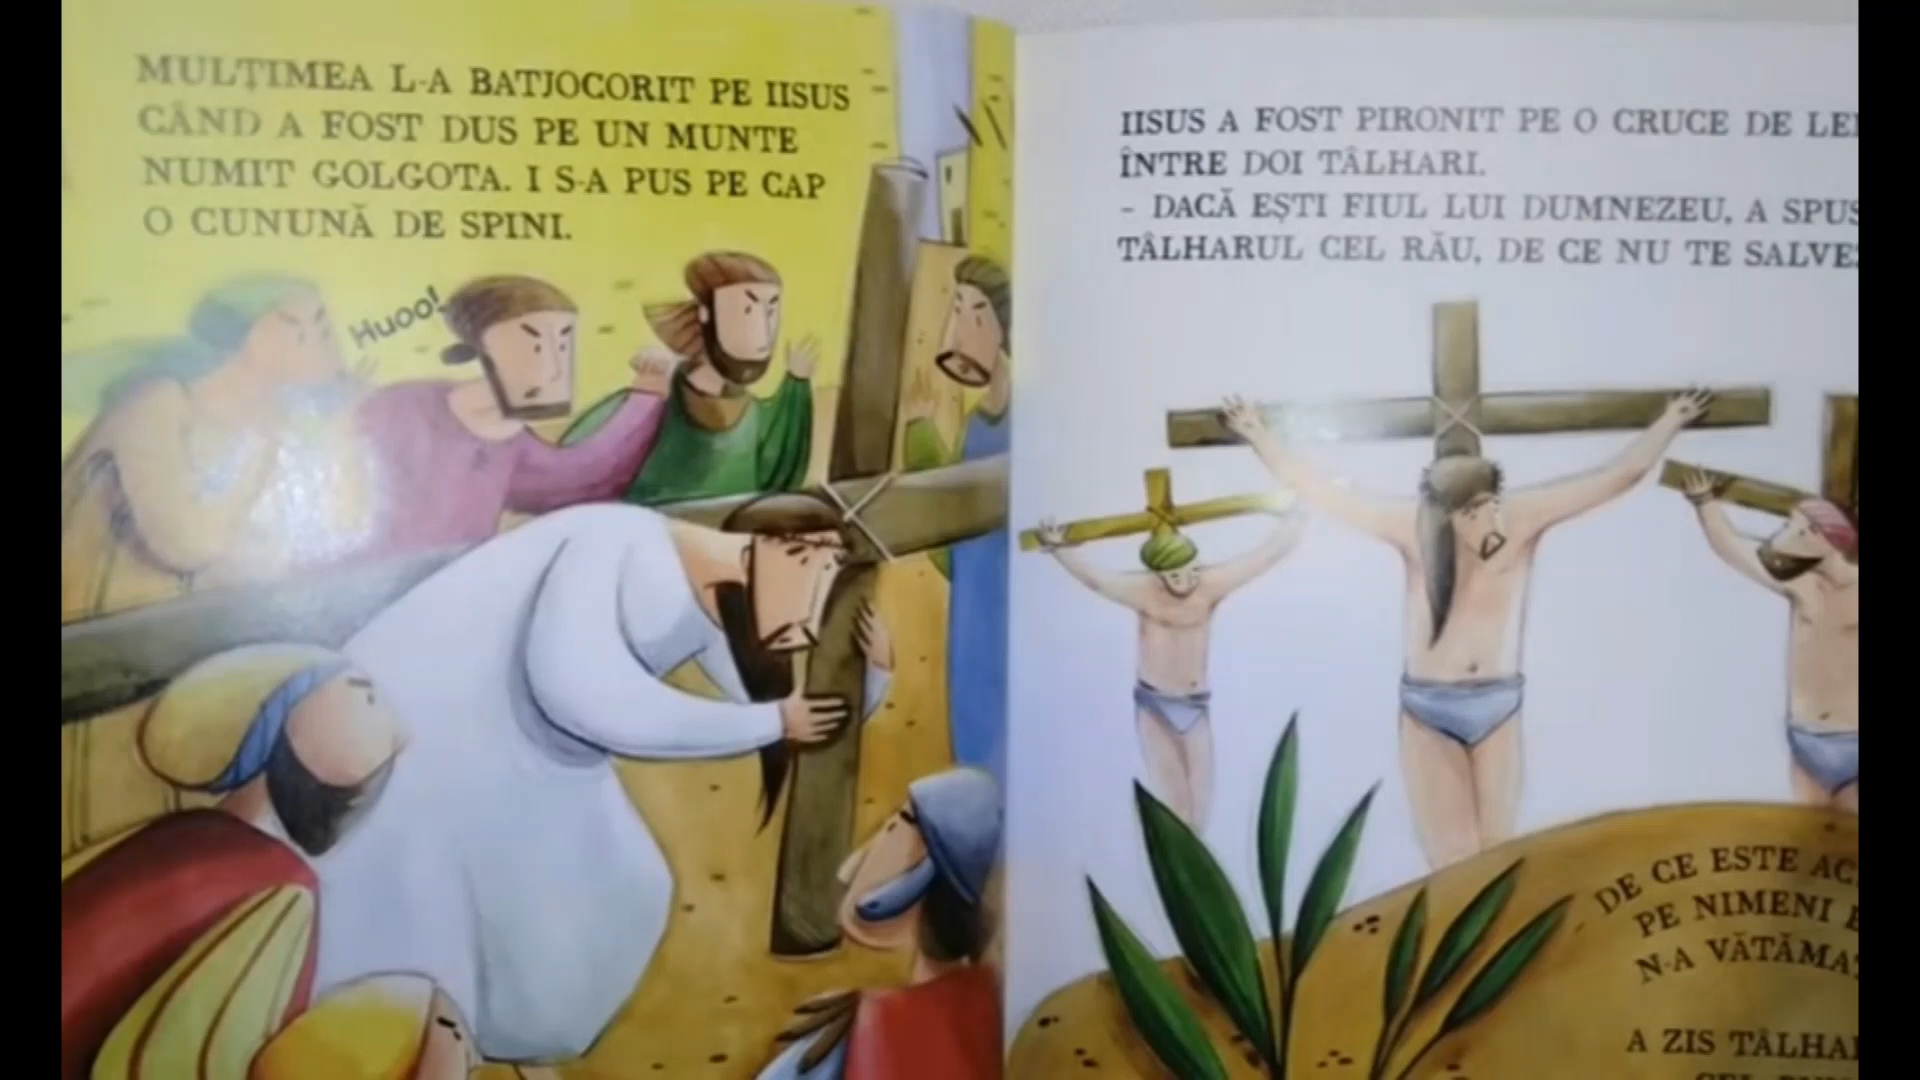 MULȚIMEA L-A BATJOCORIT PE IISUS
CÂND A FOST DUS PE UN MUNTE
NUMIT GOLGOTA. I S-A PUS PE CAP
O CUNUNĂ DE SPINI.
Huoo!
IISUS A FOST PIRONIT PE O CRUCE DE
ÎNTRE DOI TÂLHARI.
– DACĂ EȘTI FIUL LUI DUMNEZEU, A SPUS
TÂLHARUL CEL RĂU, DE CE NU TE
DE CE ESTE
PE NIMENI
N-A
A ZIS
CEL